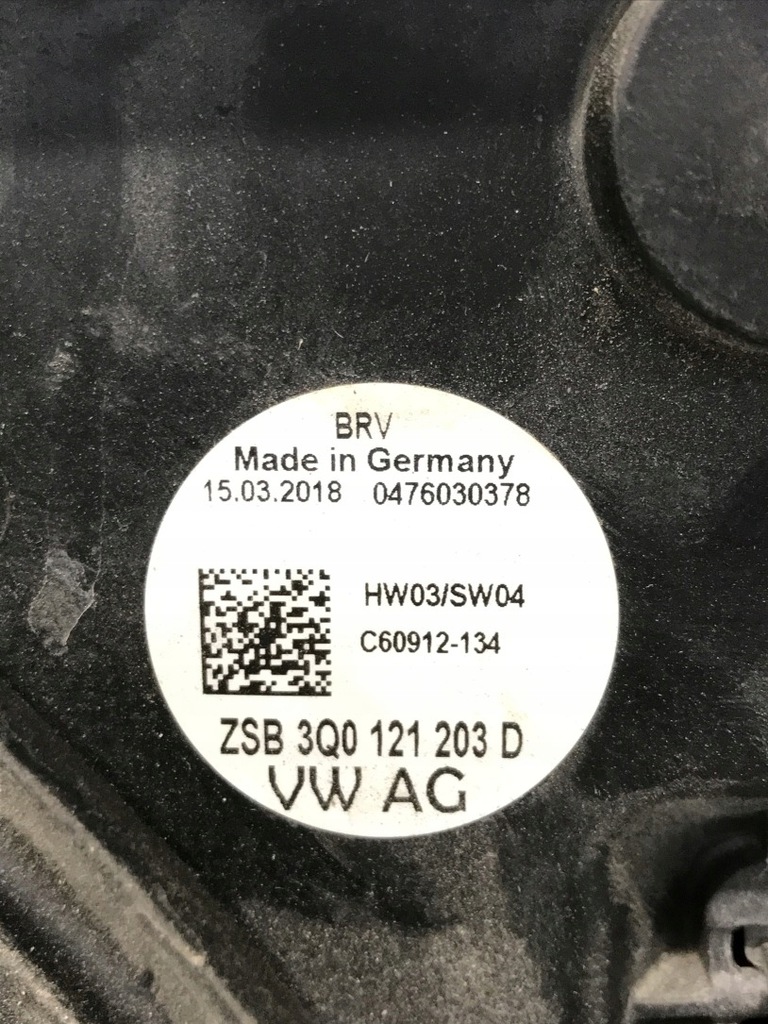 BRV
Made in Germany
15.03.2018 0476030378
HW03/SW04
C60912-134
ZSB 3Q0 121 203 D
VW AG